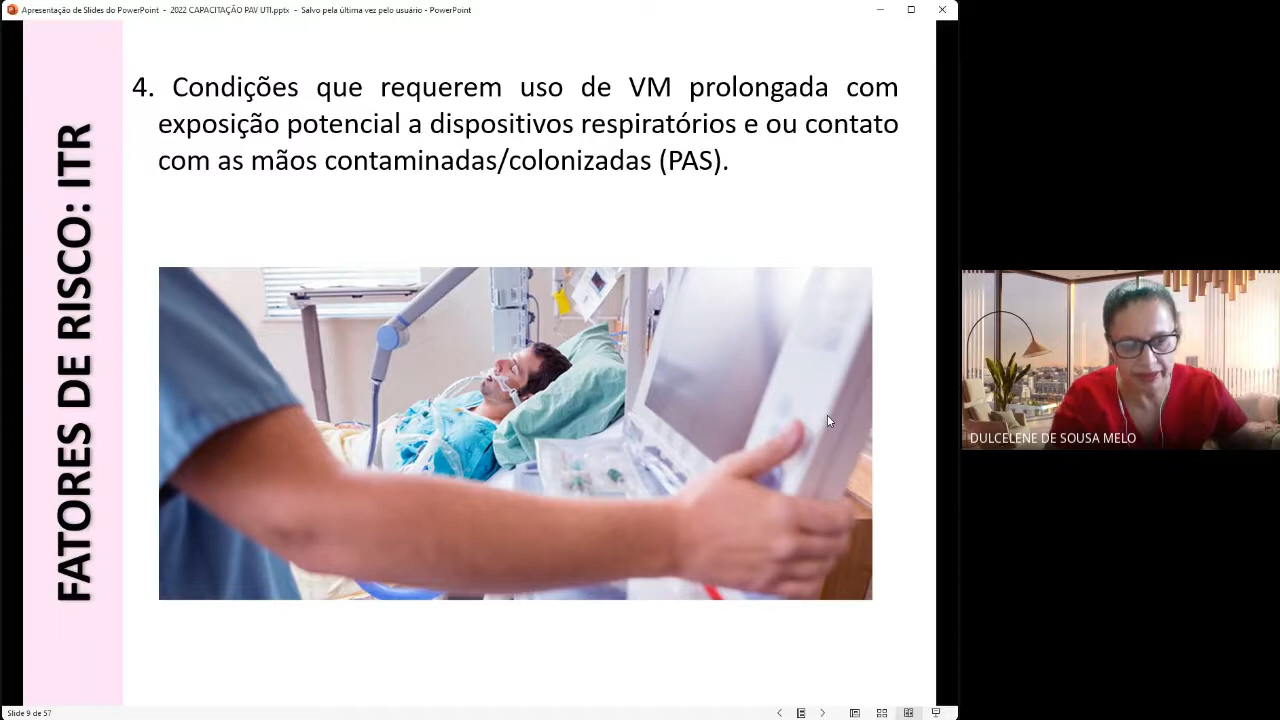 Apresentação de Slides do PowerPoint - 2022 CAPACITAÇÃO PAV UTI.pptx - Salvo pela última vez pelo usuário - PowerPoint
FATORES DE RISCO: ITR
4. Condições que requerem uso de VM prolongada com
exposição potencial a dispositivos respiratórios e ou contato
com as mãos contaminadas/colonizadas (PAS).
DULCELENE DE SOUSA MELO
Slide 9 de 57